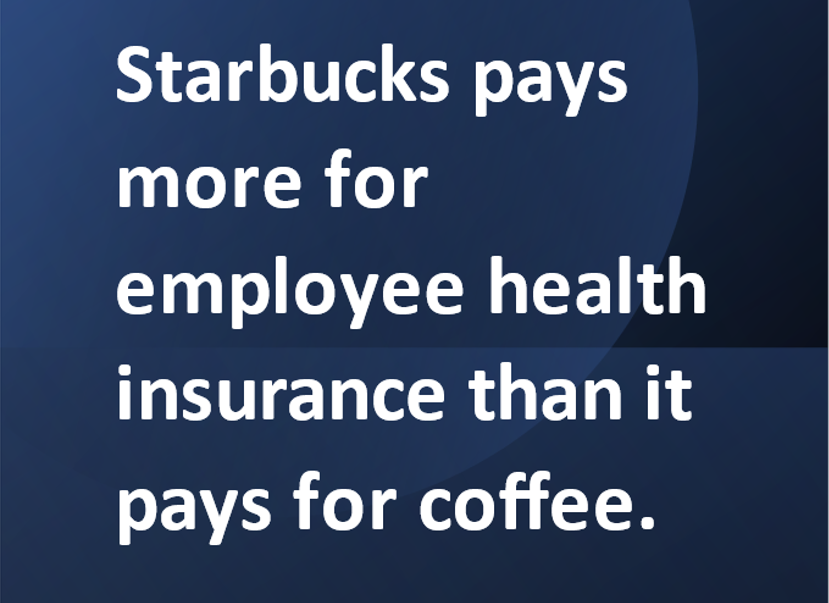 Starbucks pays
more for
employee health
insurance than it
pays for coffee.